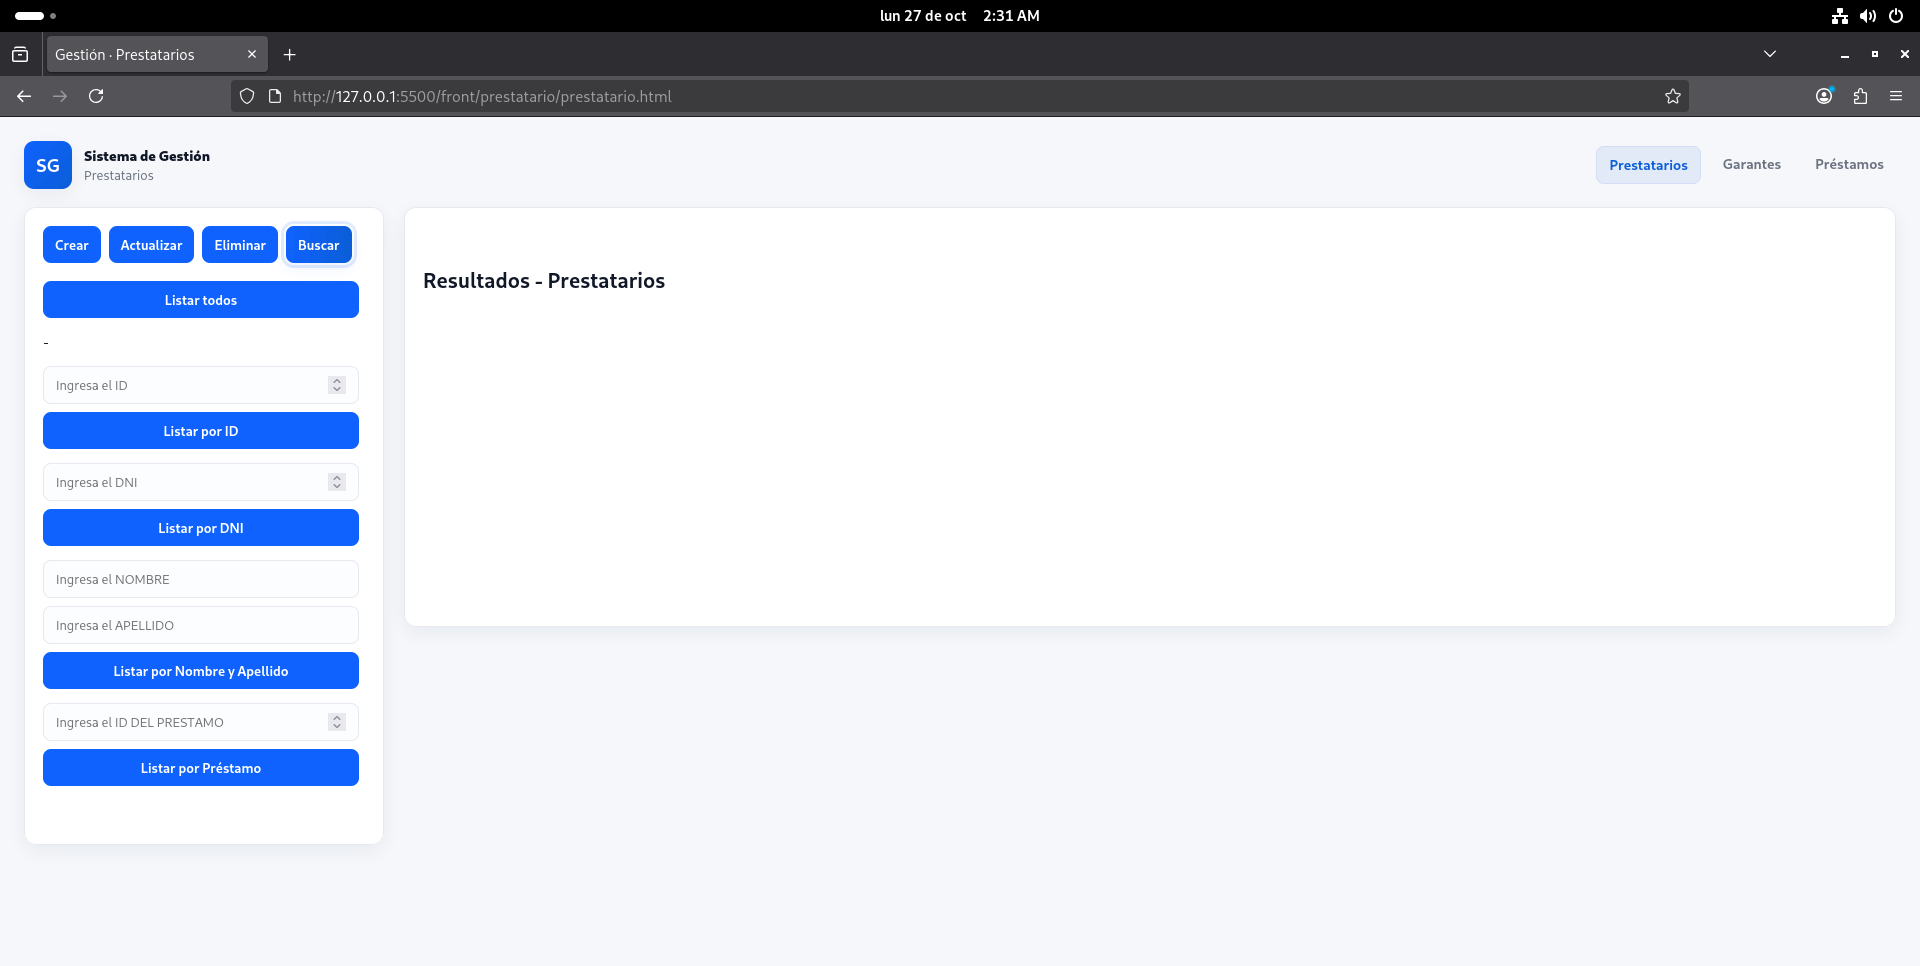 lun 27 de oct 2:31 AM
Gestión · Prestatarios
http://127.0.0.1:5500/front/prestatario/prestatario.html
SG
Sistema de Gestión
Prestatarios
Prestatarios Garantes Préstamos
Crear Actualizar Eliminar Buscar
Listar todos
-
Ingresa el ID
Listar por ID
Ingresa el DNI
Listar por DNI
Ingresa el NOMBRE
Ingresa el APELLIDO
Listar por Nombre y Apellido
Ingresa el ID DEL PRESTAMO
Listar por Préstamo
Resultados - Prestatarios